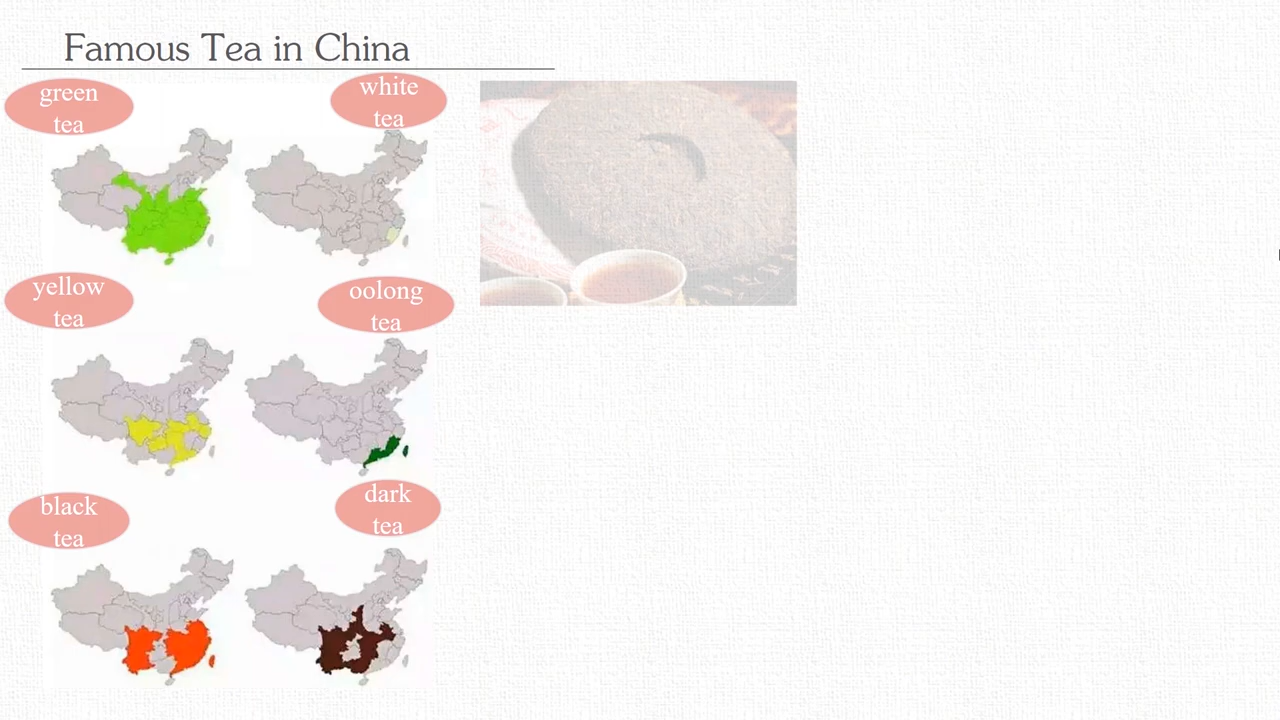 Famous Tea in China
green
tea
white
tea
yellow
tea
oolong
tea
black
tea
dark
tea